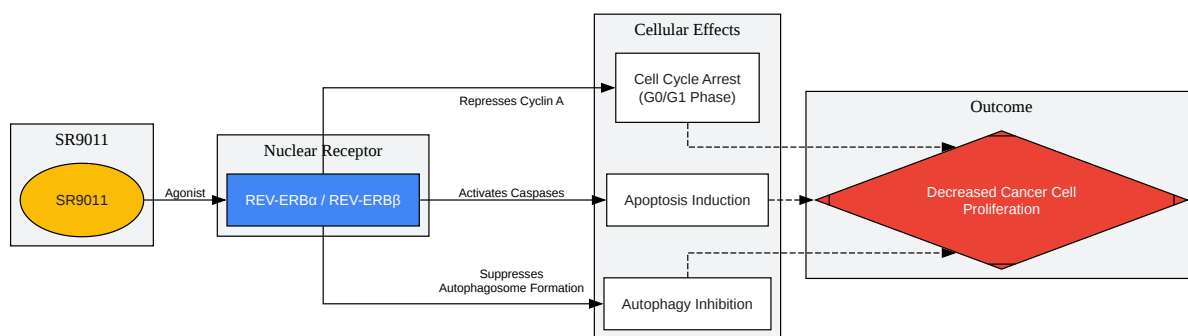 SR9011
SR9011
Agonist
Nuclear Receptor
REV-ERBα / REV-ERBβ
Represses Cyclin A
Activates Caspases
Suppresses
Autophagosome Formation
Cellular Effects
Cell Cycle Arrest
(G0/G1 Phase)
Apoptosis Induction
Autophagy Inhibition
Outcome
Decreased Cancer Cell
Proliferation